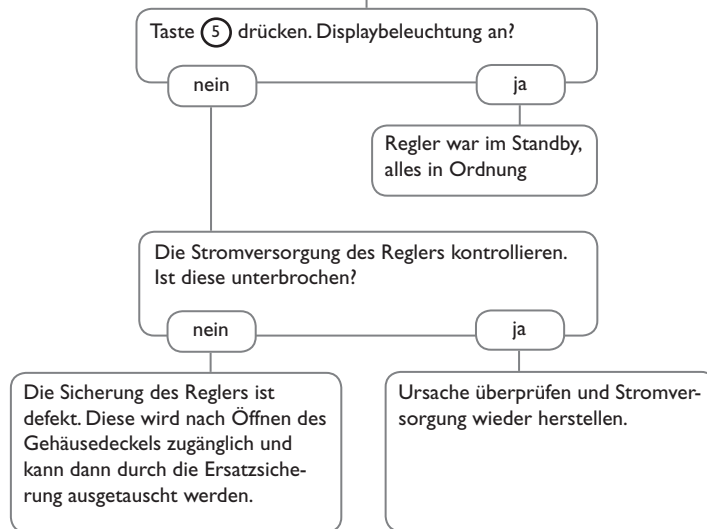 Taste 5 drücken. Displaybeleuchtung an?
nein
ja
Regler war im Standby,
alles in Ordnung
Die Stromversorgung des Reglers kontrollieren.
Ist diese unterbrochen?
nein
ja
Die Sicherung des Reglers ist
defekt. Diese wird nach Öffnen des
Gehäusedeckels zugänglich und
kann dann durch die Ersatzsiche-
rung ausgetauscht werden.
Ursache überprüfen und Stromver-
sorgung wieder herstellen.